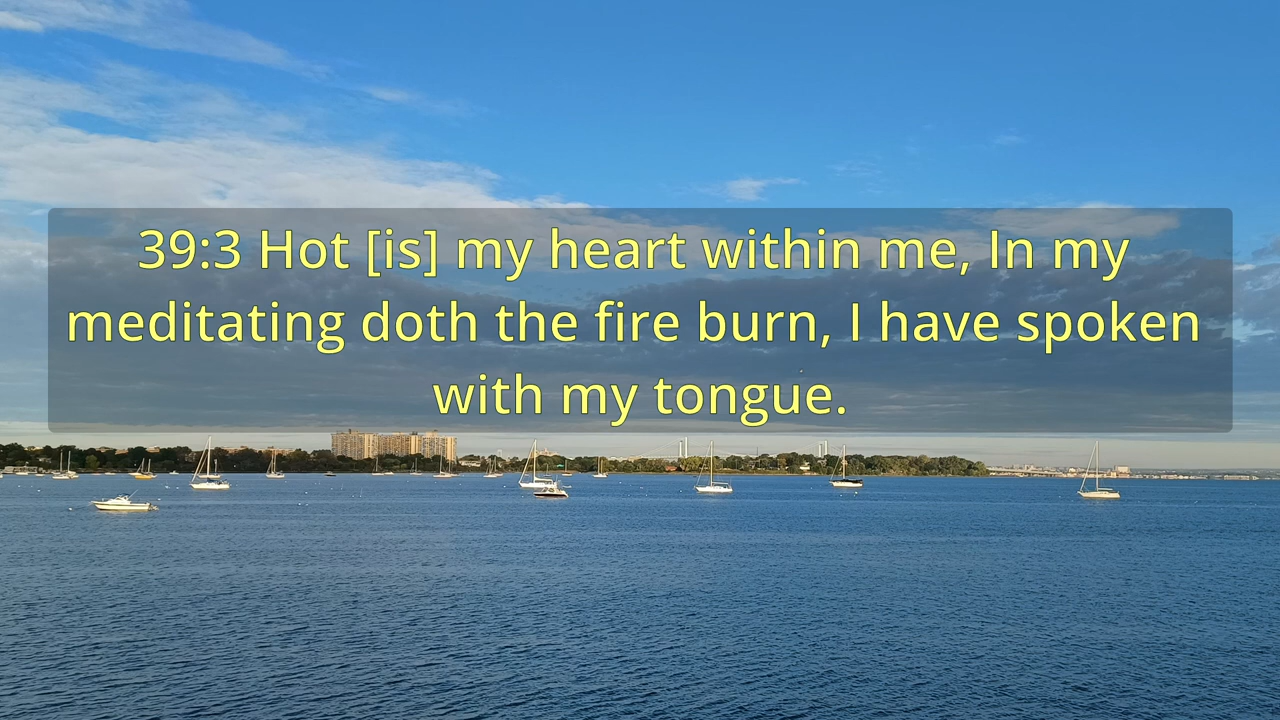 39:3 Hot [is] my heart within me, In my
meditating doth the fire burn, I have spoken
with my tongue.